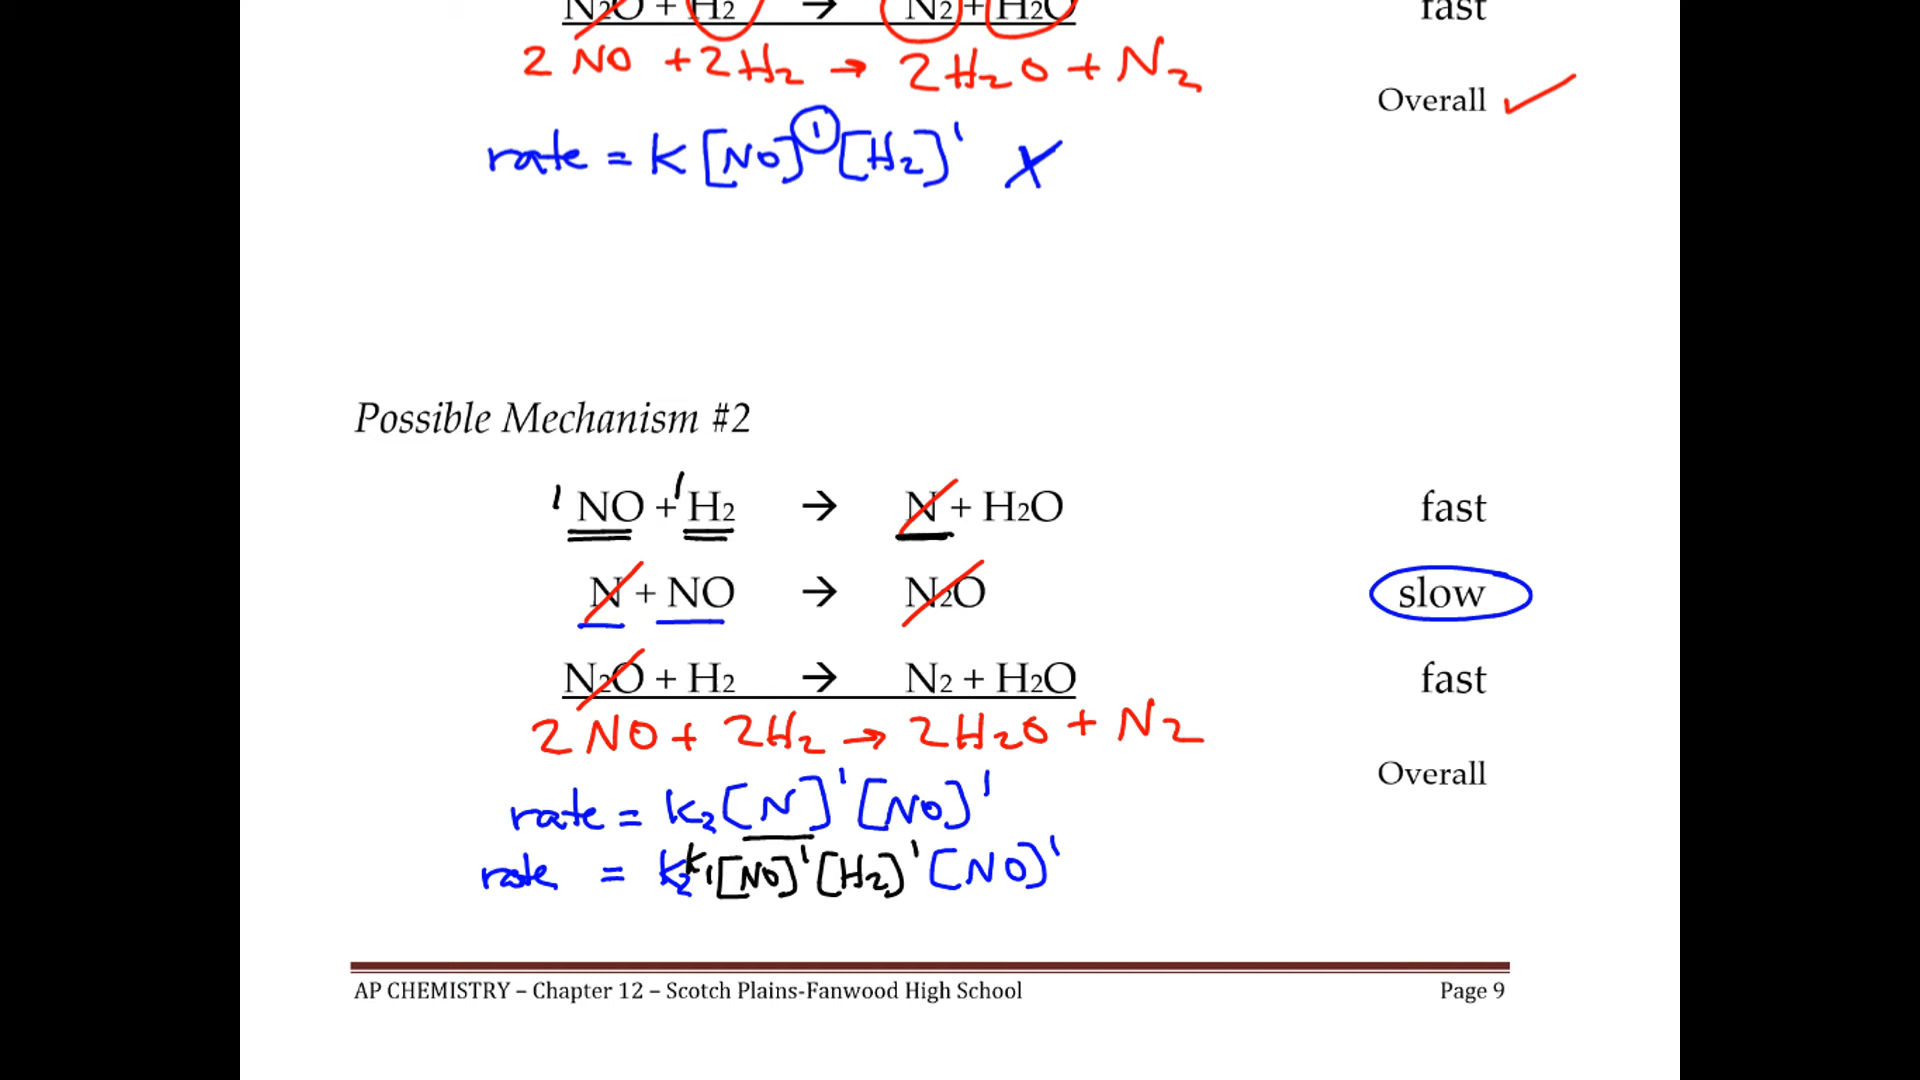 N₂O + H₂ → N₂ + H₂O fast
2 NO + 2H₂ → 2H₂O + N₂
Overall ✓
rate = K [NO]¹ [H₂]¹ X
Possible Mechanism #2
1 NO + 1 H₂ → N + H₂O fast
N + NO → N₂O slow
N₂O + H₂ → N₂ + H₂O fast
2 NO + 2H₂ → 2H₂O + N₂
Overall
rate = K₂ [N]¹ [NO]¹
rate = K₂ K₁ [NO]¹ [H₂]¹ [NO]¹
AP CHEMISTRY – Chapter 12 – Scotch Plains-Fanwood High School Page 9